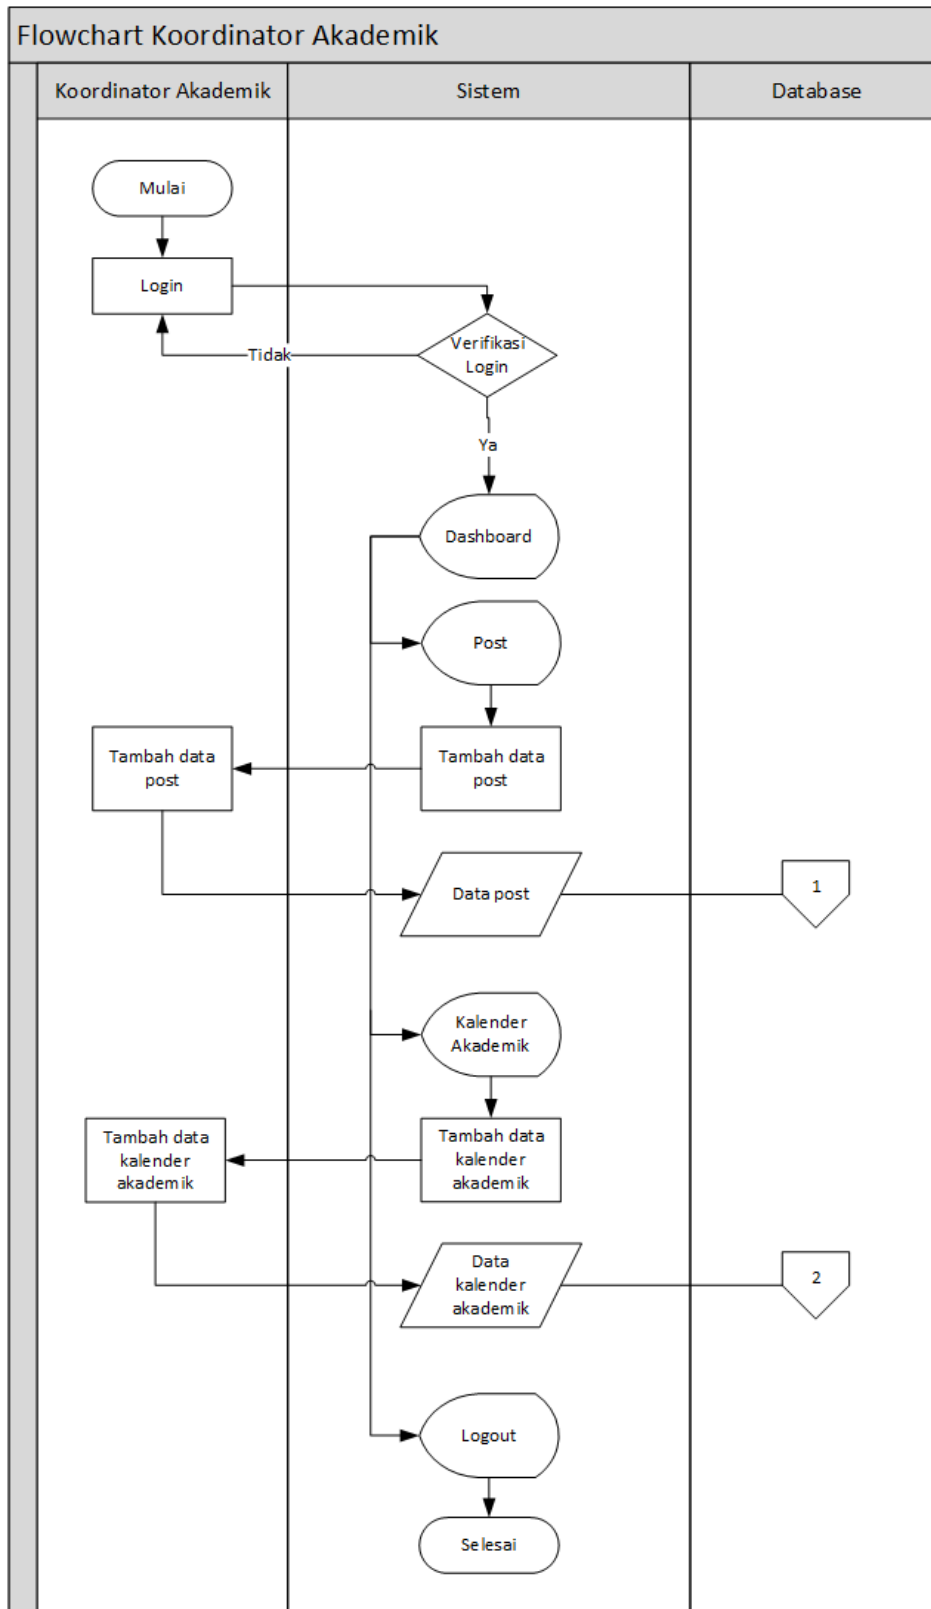 Flowchart Koordinator Akademik
Koordinator Akademik
Sistem
Database
Mulai
Login
Verifikasi
Login
Tidak
Ya
Dashboard
Post
Tambah data
post
Tambah data
post
Data post
1
Kalender
Akademik
Tambah data
kalender
akademik
Tambah data
kalender
akademik
Data
kalender
akademik
2
Logout
Selesai